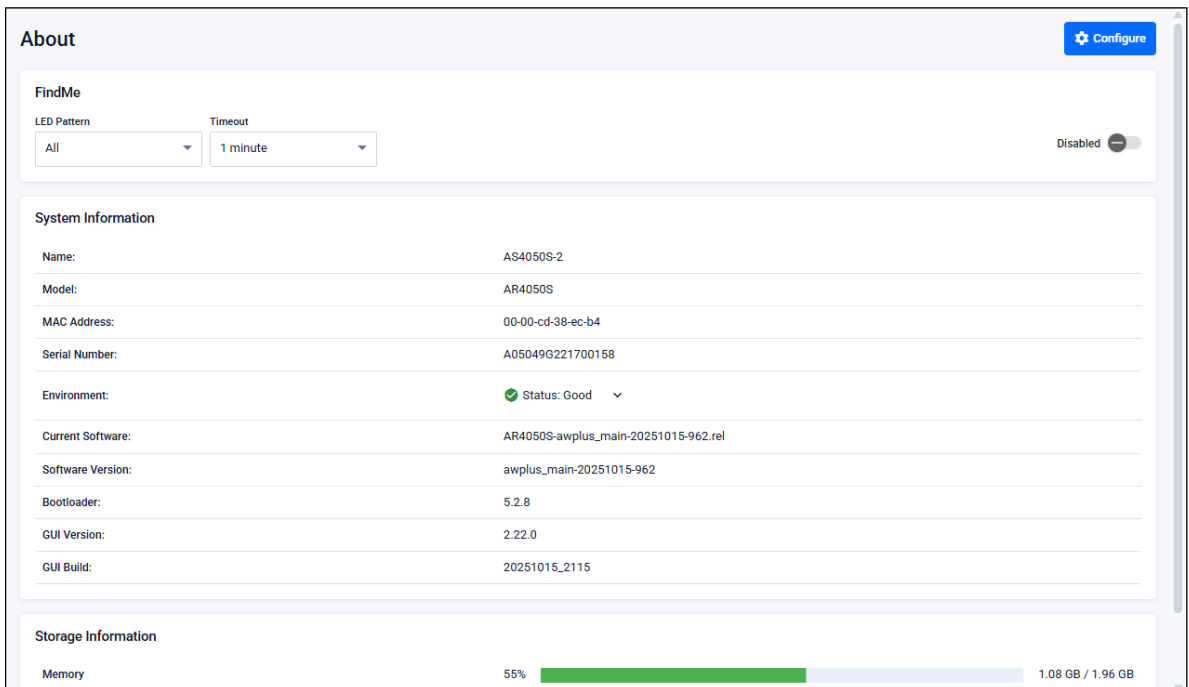 About
Configure
FindMe
LED Pattern
Timeout
All
1 minute
Disabled
System Information
Name: AS4050S-2
Model: AR4050S
MAC Address: 00-00-cd-38-ec-b4
Serial Number: A05049G221700158
Environment: Status: Good
Current Software: AR4050S-awplus_main-20251015-962.rel
Software Version: awplus_main-20251015-962
Bootloader: 5.2.8
GUI Version: 2.22.0
GUI Build: 20251015_2115
Storage Information
Memory 55% 1.08 GB / 1.96 GB